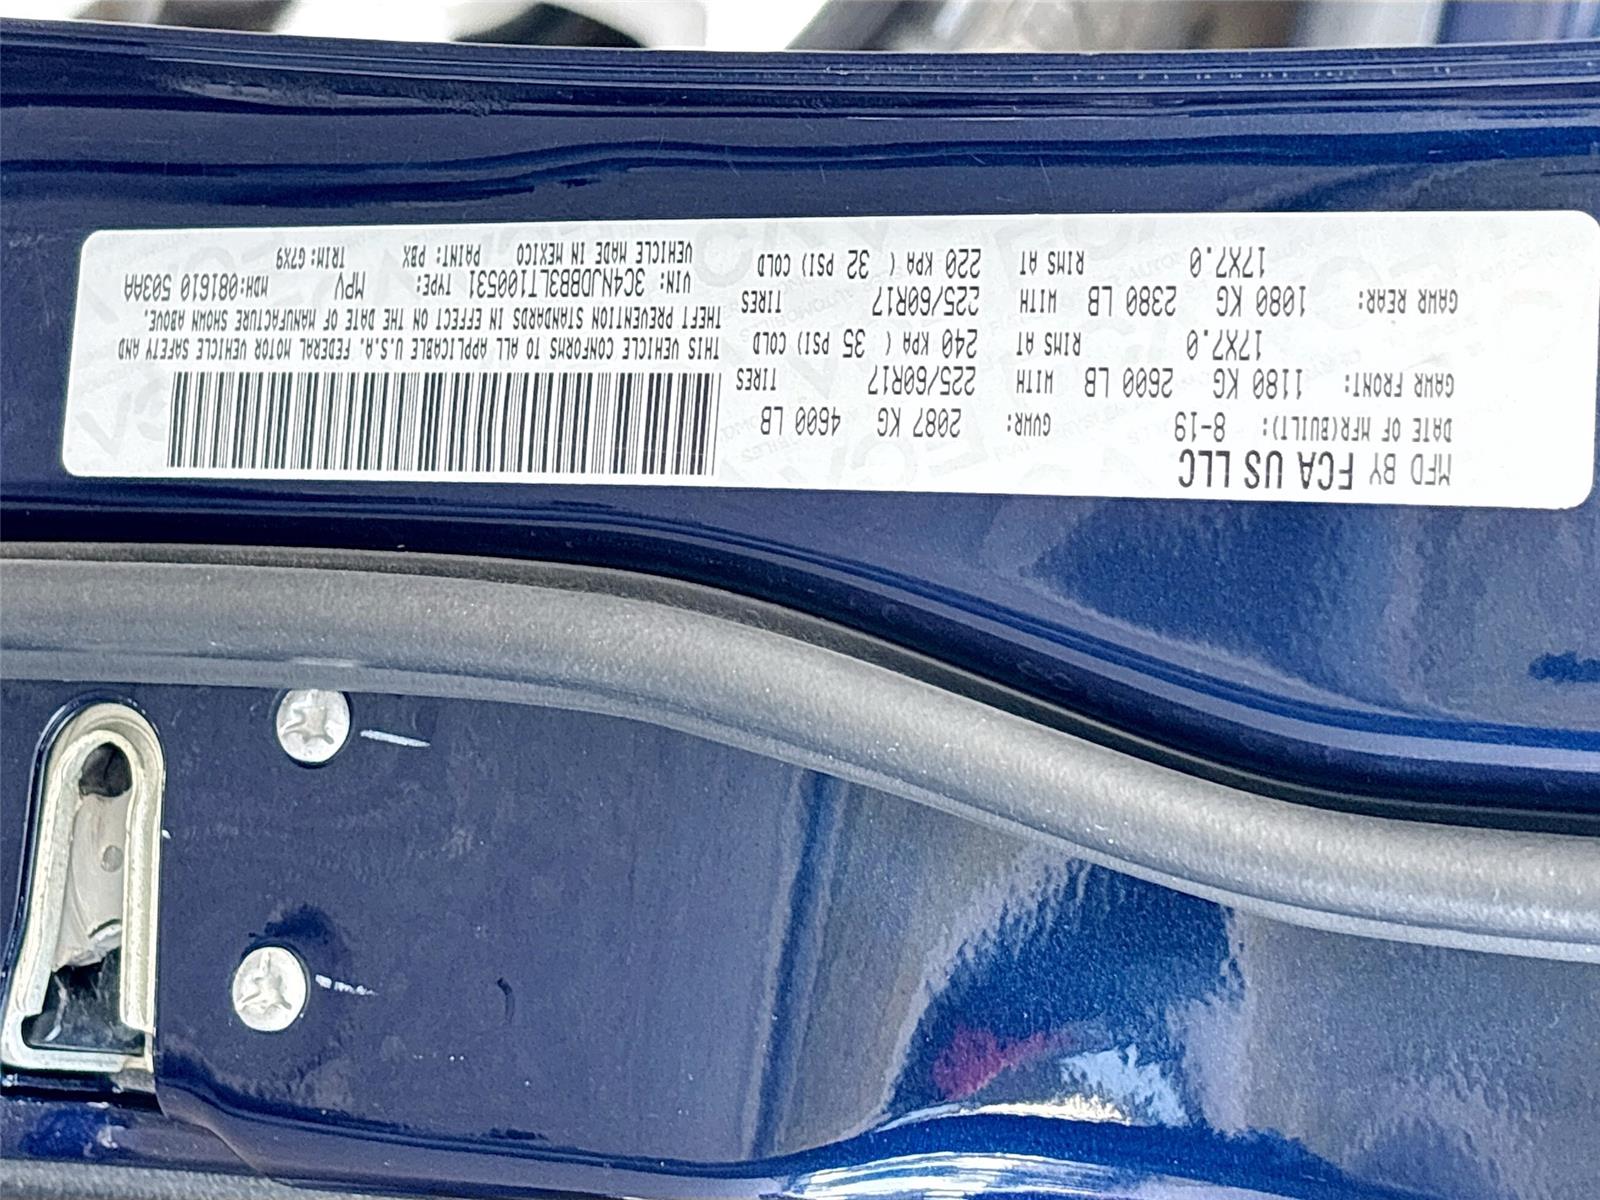 MFD BY FCA US LLC
DATE OF MFR(BUILT): 8-19 GVWR: 2087 KG 4600 LB
GAWR FRONT: 1180 KG 2600 LB WITH 225/60R17 TIRES
17X7.0 RIMS AT 240 KPA ( 35 PSI) COLD
GAWR REAR: 1080 KG 2380 LB WITH 225/60R17 TIRES
17X7.0 RIMS AT 220 KPA ( 32 PSI) COLD
THIS VEHICLE CONFORMS TO ALL APPLICABLE U.S.A. FEDERAL MOTOR VEHICLE SAFETY AND
THEFT PREVENTION STANDARDS IN EFFECT ON THE DATE OF MANUFACTURE SHOWN ABOVE.
VIN: 3C4NJDBB3LT100531 TYPE: MPV MDH:081610 503AA
VEHICLE MADE IN MEXICO PAINT: PBX TRIM: G7X9